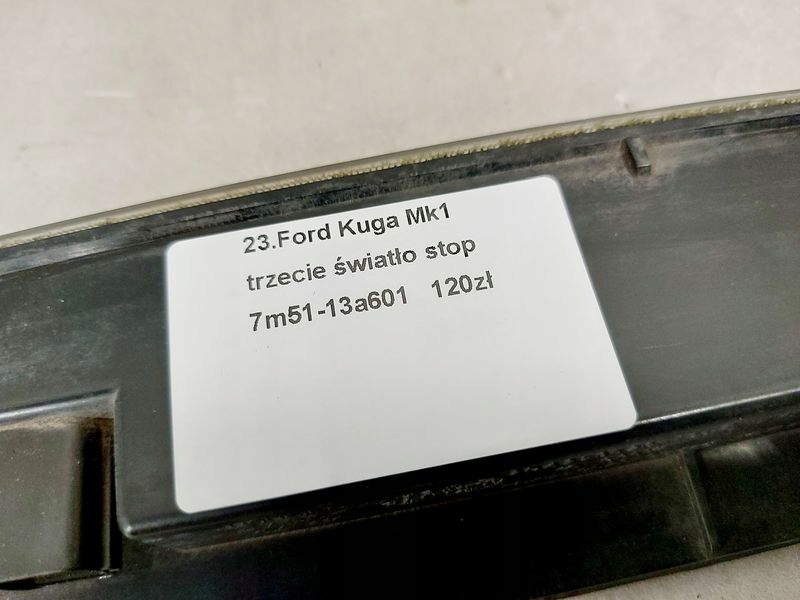 23.Ford Kuga Mk1
trzecie światło stop
7m51-13a601 120zł